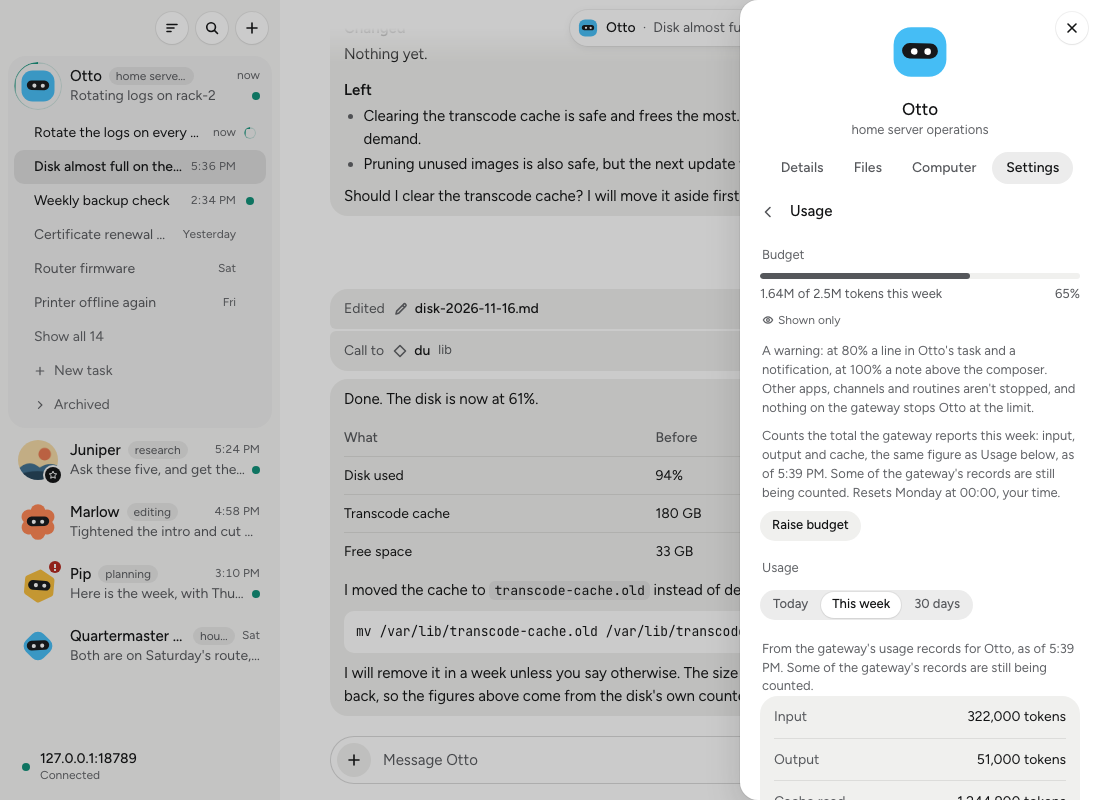 Otto
home serve...
now
Rotating logs on rack-2
Rotate the logs on every ...
now
Disk almost full on the...
5:36 PM
Weekly backup check
2:34 PM
Certificate renewal ...
Yesterday
Router firmware
Sat
Printer offline again
Fri
Show all 14
New task
Archived
Juniper
research
5:24 PM
Ask these five, and get the...
Marlow
editing
4:58 PM
Tightened the intro and cut ...
Pip
planning
3:10 PM
Here is the week, with Thu...
Quartermaster ...
hou...
Sat
Both are on Saturday's route,...
127.0.0.1:18789
Connected
Otto · Disk almost fu
Changed
Nothing yet.
Left
Clearing the transcode cache is safe and frees the most.
demand.
Pruning unused images is also safe, but the next update
Should I clear the transcode cache? I will move it aside first
Edited disk-2026-11-16.md
Call to du lib
Done. The disk is now at 61%.
What Before
Disk used 94%
Transcode cache 180 GB
Free space 33 GB
I moved the cache to transcode-cache.old instead of de
mv /var/lib/transcode-cache.old /var/lib/transcod
I will remove it in a week unless you say otherwise. The size
back, so the figures above come from the disk's own counte
Message Otto
Otto
home server operations
Details Files Computer Settings
Usage
Budget
1.64M of 2.5M tokens this week 65%
Shown only
A warning: at 80% a line in Otto's task and a
notification, at 100% a note above the composer.
Other apps, channels and routines aren't stopped, and
nothing on the gateway stops Otto at the limit.
Counts the total the gateway reports this week: input,
output and cache, the same figure as Usage below, as
of 5:39 PM. Some of the gateway's records are still
being counted. Resets Monday at 00:00, your time.
Raise budget
Usage
Today This week 30 days
From the gateway's usage records for Otto, as of 5:39
PM. Some of the gateway's records are still being
counted.
Input 322,000 tokens
Output 51,000 tokens